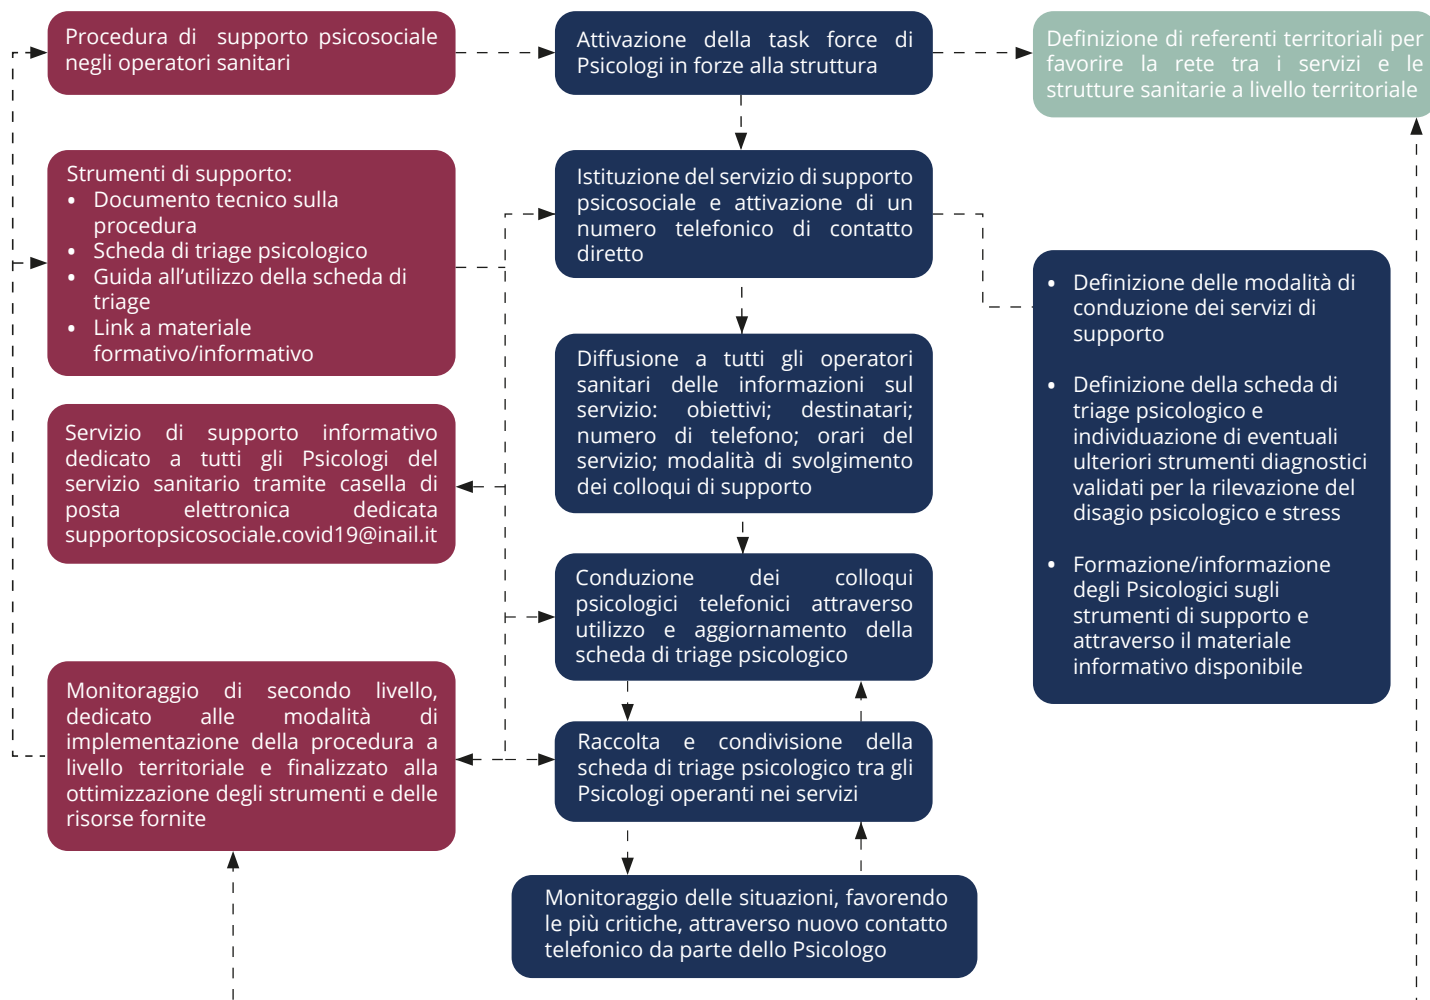 Procedura di supporto psicosociale
negli operatori sanitari
Attivazione della task force di
Psicologi in forze alla struttura
Definizione di referenti territoriali per
favorire la rete tra i servizi e le
strutture sanitarie a livello territoriale
Strumenti di supporto:
• Documento tecnico sulla
procedura
• Scheda di triage psicologico
• Guida all'utilizzo della scheda di
triage
• Link a materiale
formativo/informativo
Istituzione del servizio di supporto
psicosociale e attivazione di un
numero telefonico di contatto
diretto
• Definizione delle modalità di
conduzione dei servizi di
supporto
• Definizione della scheda di
triage psicologico e
individuazione di eventuali
ulteriori strumenti diagnostici
validati per la rilevazione del
disagio psicologico e stress
• Formazione/informazione
degli Psicologici sugli
strumenti di supporto e
attraverso il materiale
informativo disponibile
Diffusione a tutti gli operatori
sanitari delle informazioni sul
servizio: obiettivi; destinatari;
numero di telefono; orari del
servizio; modalità di svolgimento
dei colloqui di supporto
Servizio di supporto informativo
dedicato a tutti gli Psicologi del
servizio sanitario tramite casella di
posta elettronica dedicata
supportopsicosociale.covid19@inail.it
Conduzione dei colloqui
psicologici telefonici attraverso
utilizzo e aggiornamento della
scheda di triage psicologico
Monitoraggio di secondo livello,
dedicato alle modalità di
implementazione della procedura a
livello territoriale e finalizzato alla
ottimizzazione degli strumenti e delle
risorse fornite
Raccolta e condivisione della
scheda di triage psicologico tra gli
Psicologi operanti nei servizi
Monitoraggio delle situazioni, favorendo
le più critiche, attraverso nuovo contatto
telefonico da parte dello Psicologo